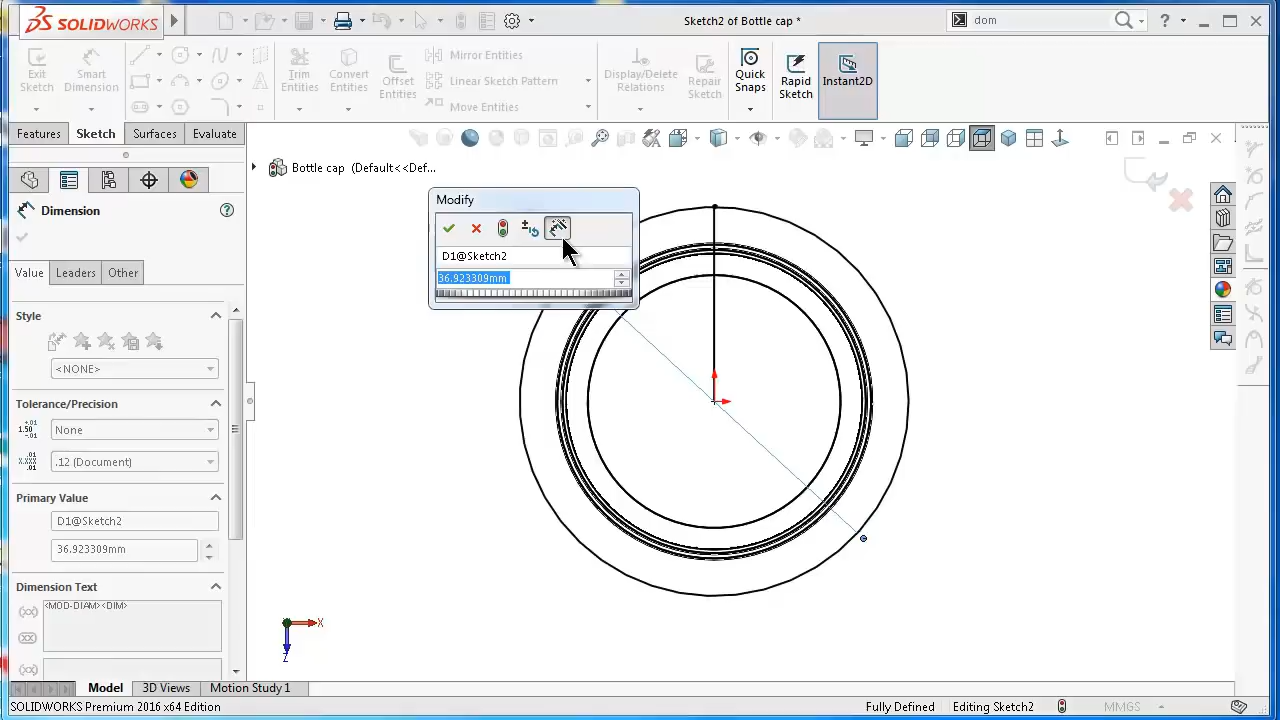 SOLIDWORKS
Sketch2 of Bottle cap *
dom
Exit Sketch
Smart Dimension
Trim Entities
Convert Entities
Offset Entities
Mirror Entities
Linear Sketch Pattern
Move Entities
Display/Delete Relations
Repair Sketch
Quick Snaps
Rapid Sketch
Instant2D
Features
Sketch
Surfaces
Evaluate
Bottle cap (Default<<Def...
Dimension
?
Modify
D1@Sketch2
36.923309mm
Value
Leaders
Other
Style
<NONE>
Tolerance/Precision
None
.12 (Document)
Primary Value
D1@Sketch2
36.923309mm
Dimension Text
<MOD-DIAM><DIM>
X
Z
Model
3D Views
Motion Study 1
SOLIDWORKS Premium 2016 x64 Edition
Fully Defined
Editing Sketch2
MMGS